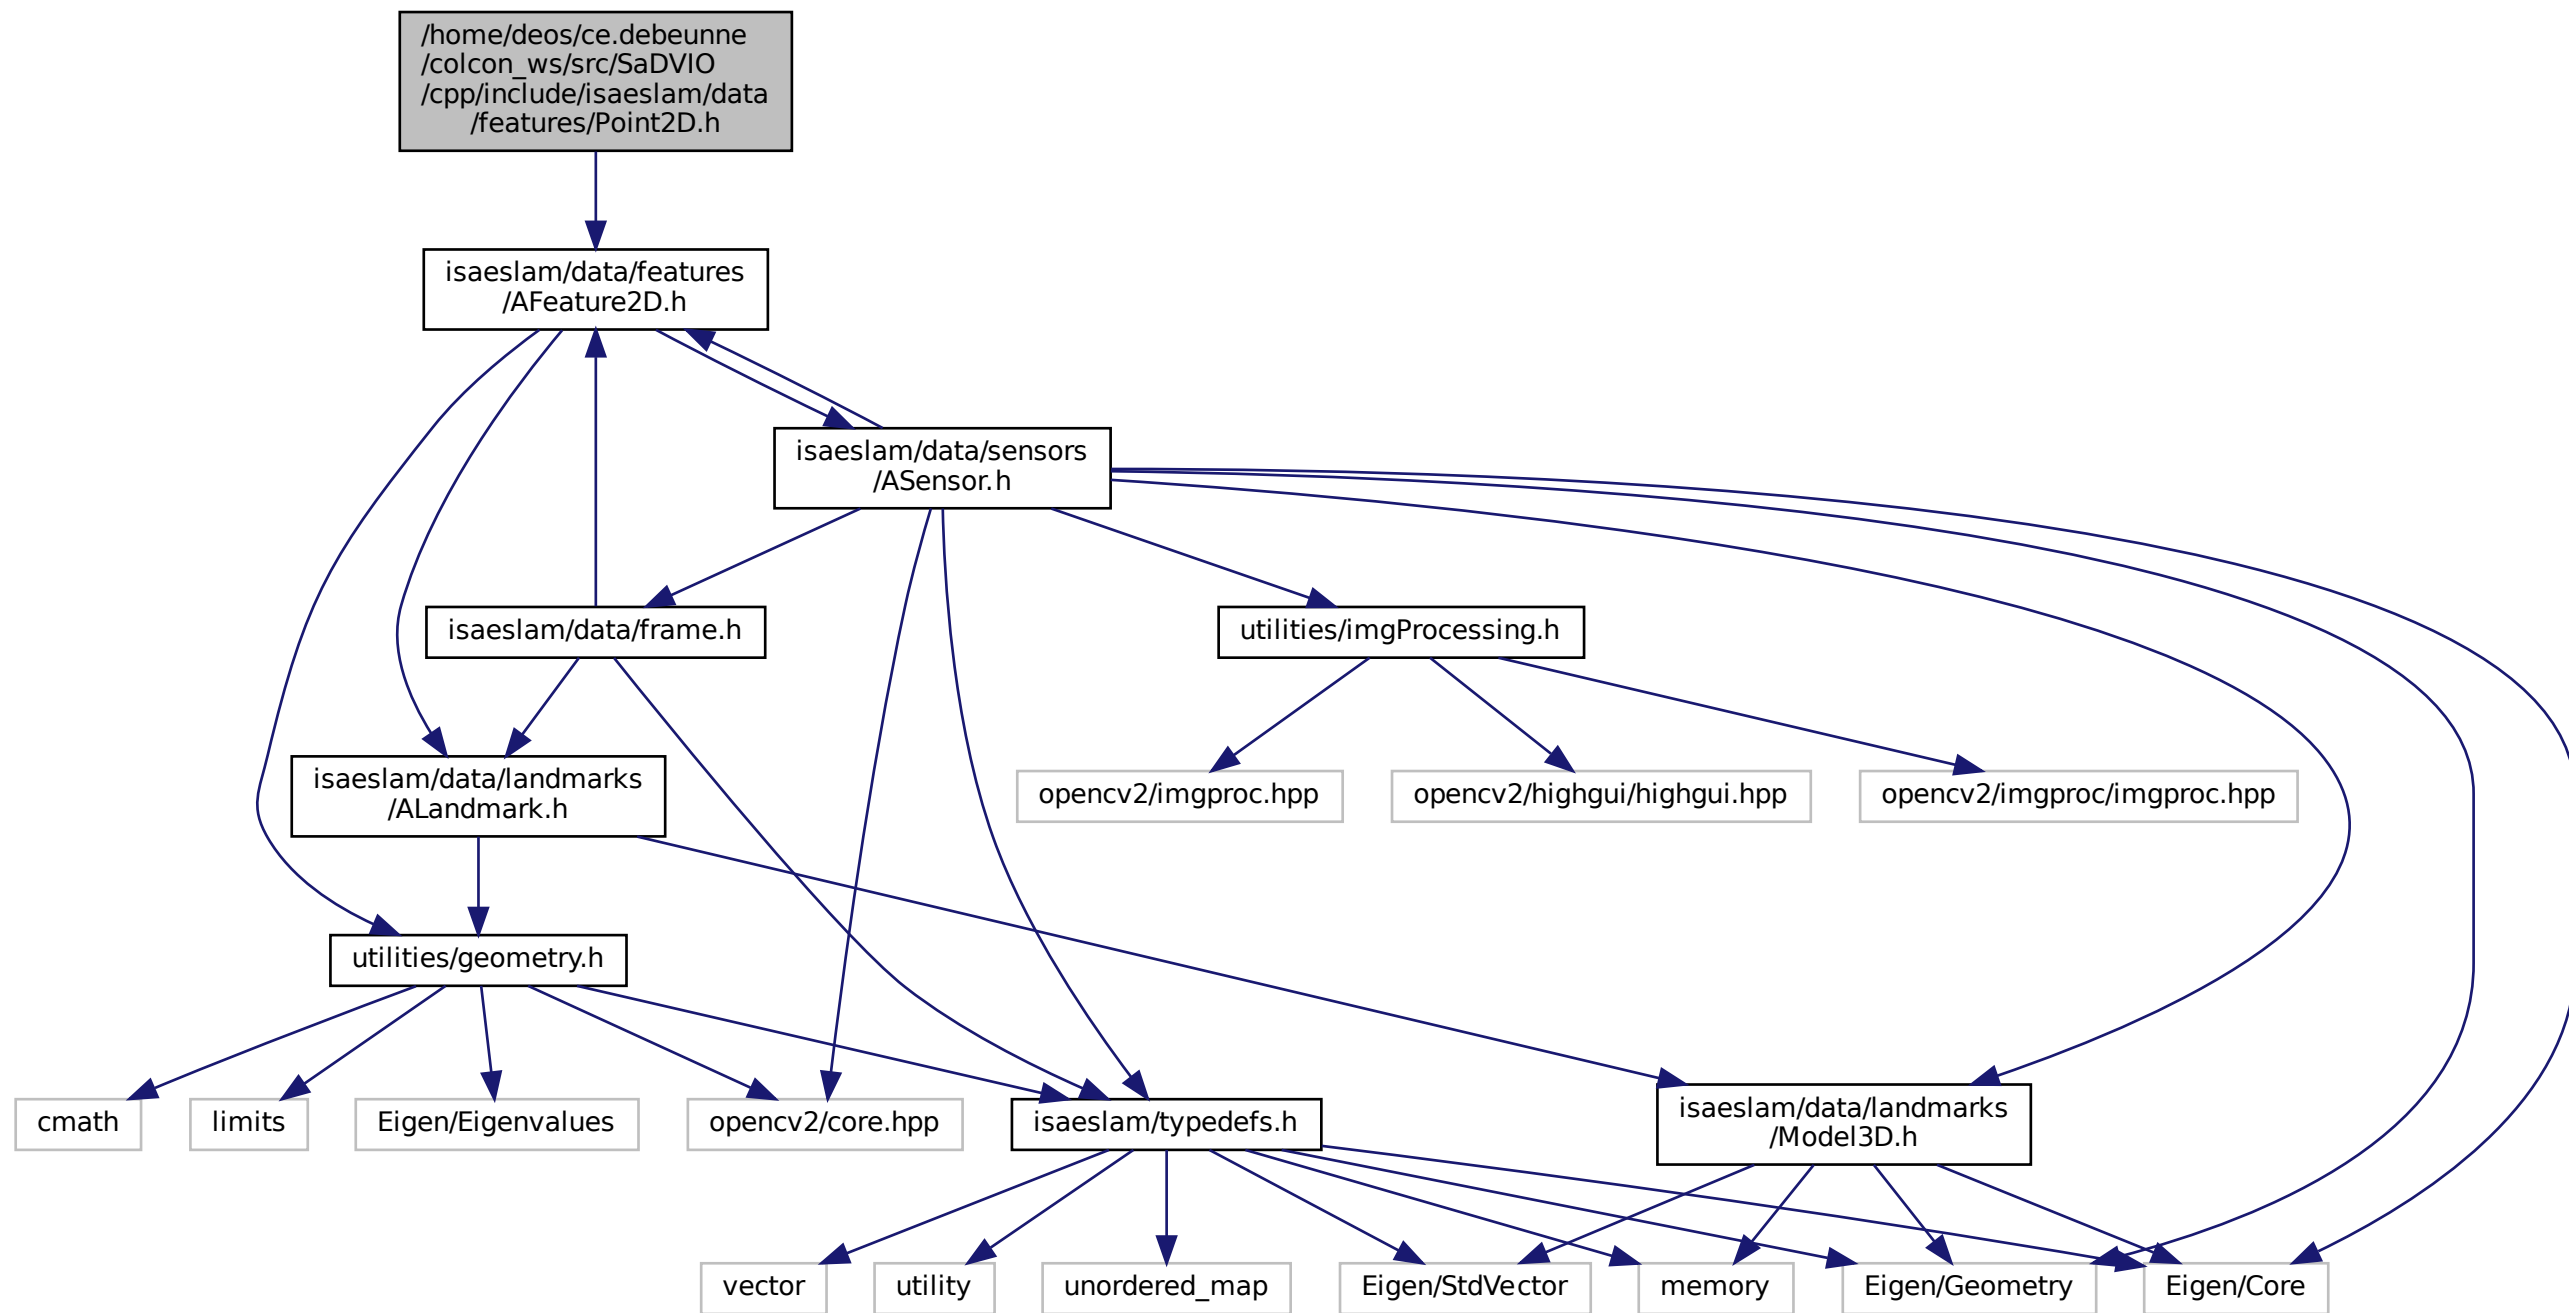 /home/deos/ce.debeunne
/colcon_ws/src/SaDVIO
/cpp/include/isaeslam/data
/features/Point2D.h
isaeslam/data/features
/AFeature2D.h
isaeslam/data/sensors
/ASensor.h
isaeslam/data/frame.h
utilities/imgProcessing.h
isaeslam/data/landmarks
/ALandmark.h
opencv2/imgproc.hpp
opencv2/highgui/highgui.hpp
opencv2/imgproc/imgproc.hpp
utilities/geometry.h
cmath
limits
Eigen/Eigenvalues
opencv2/core.hpp
isaeslam/typedefs.h
isaeslam/data/landmarks
/Model3D.h
vector
utility
unordered_map
Eigen/StdVector
memory
Eigen/Geometry
Eigen/Core